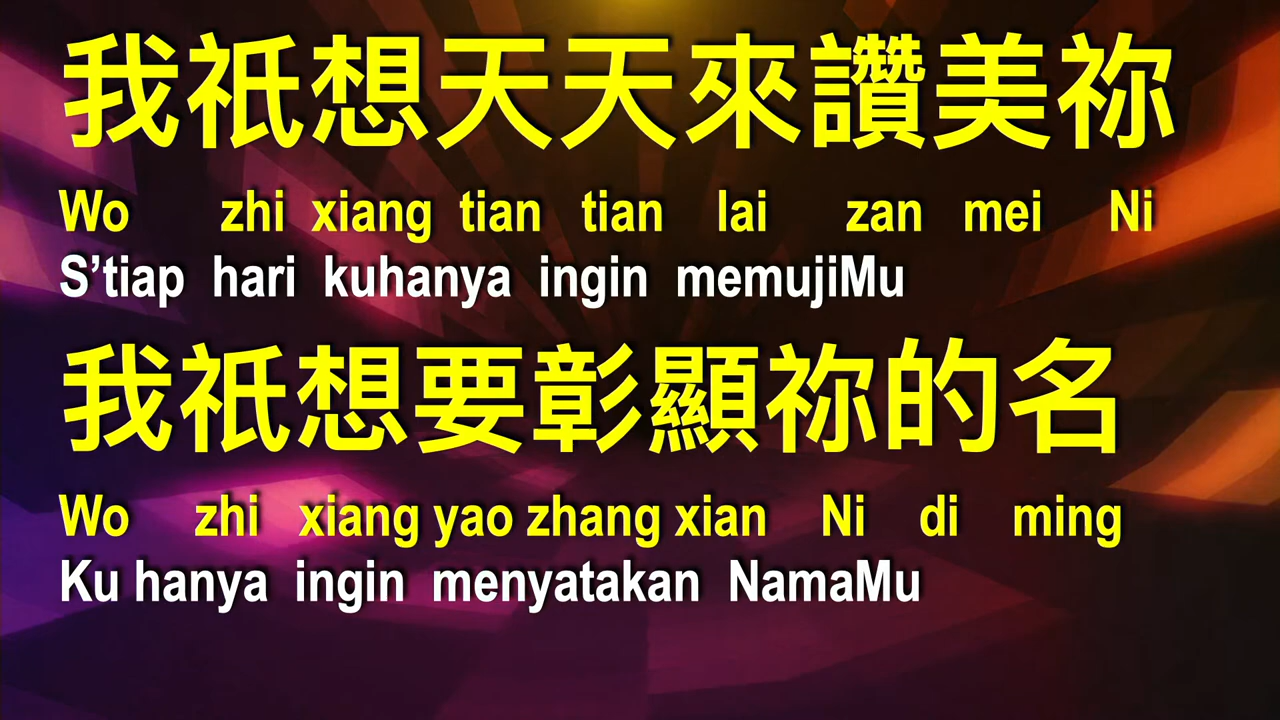 我祇想天天來讚美祢
Wo zhi xiang tian tian lai zan mei Ni
S’tiap hari kuhanya ingin memujiMu
我祇想要彰顯祢的名
Wo zhi xiang yao zhang xian Ni di ming
Ku hanya ingin menyatakan NamaMu